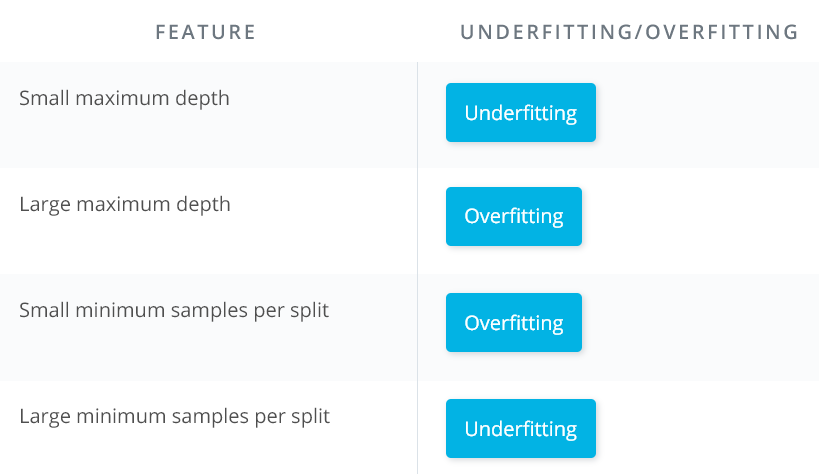 FEATURE UNDERFITTING/OVERFITTING
Small maximum depth Underfitting
Large maximum depth Overfitting
Small minimum samples per split Overfitting
Large minimum samples per split Underfitting